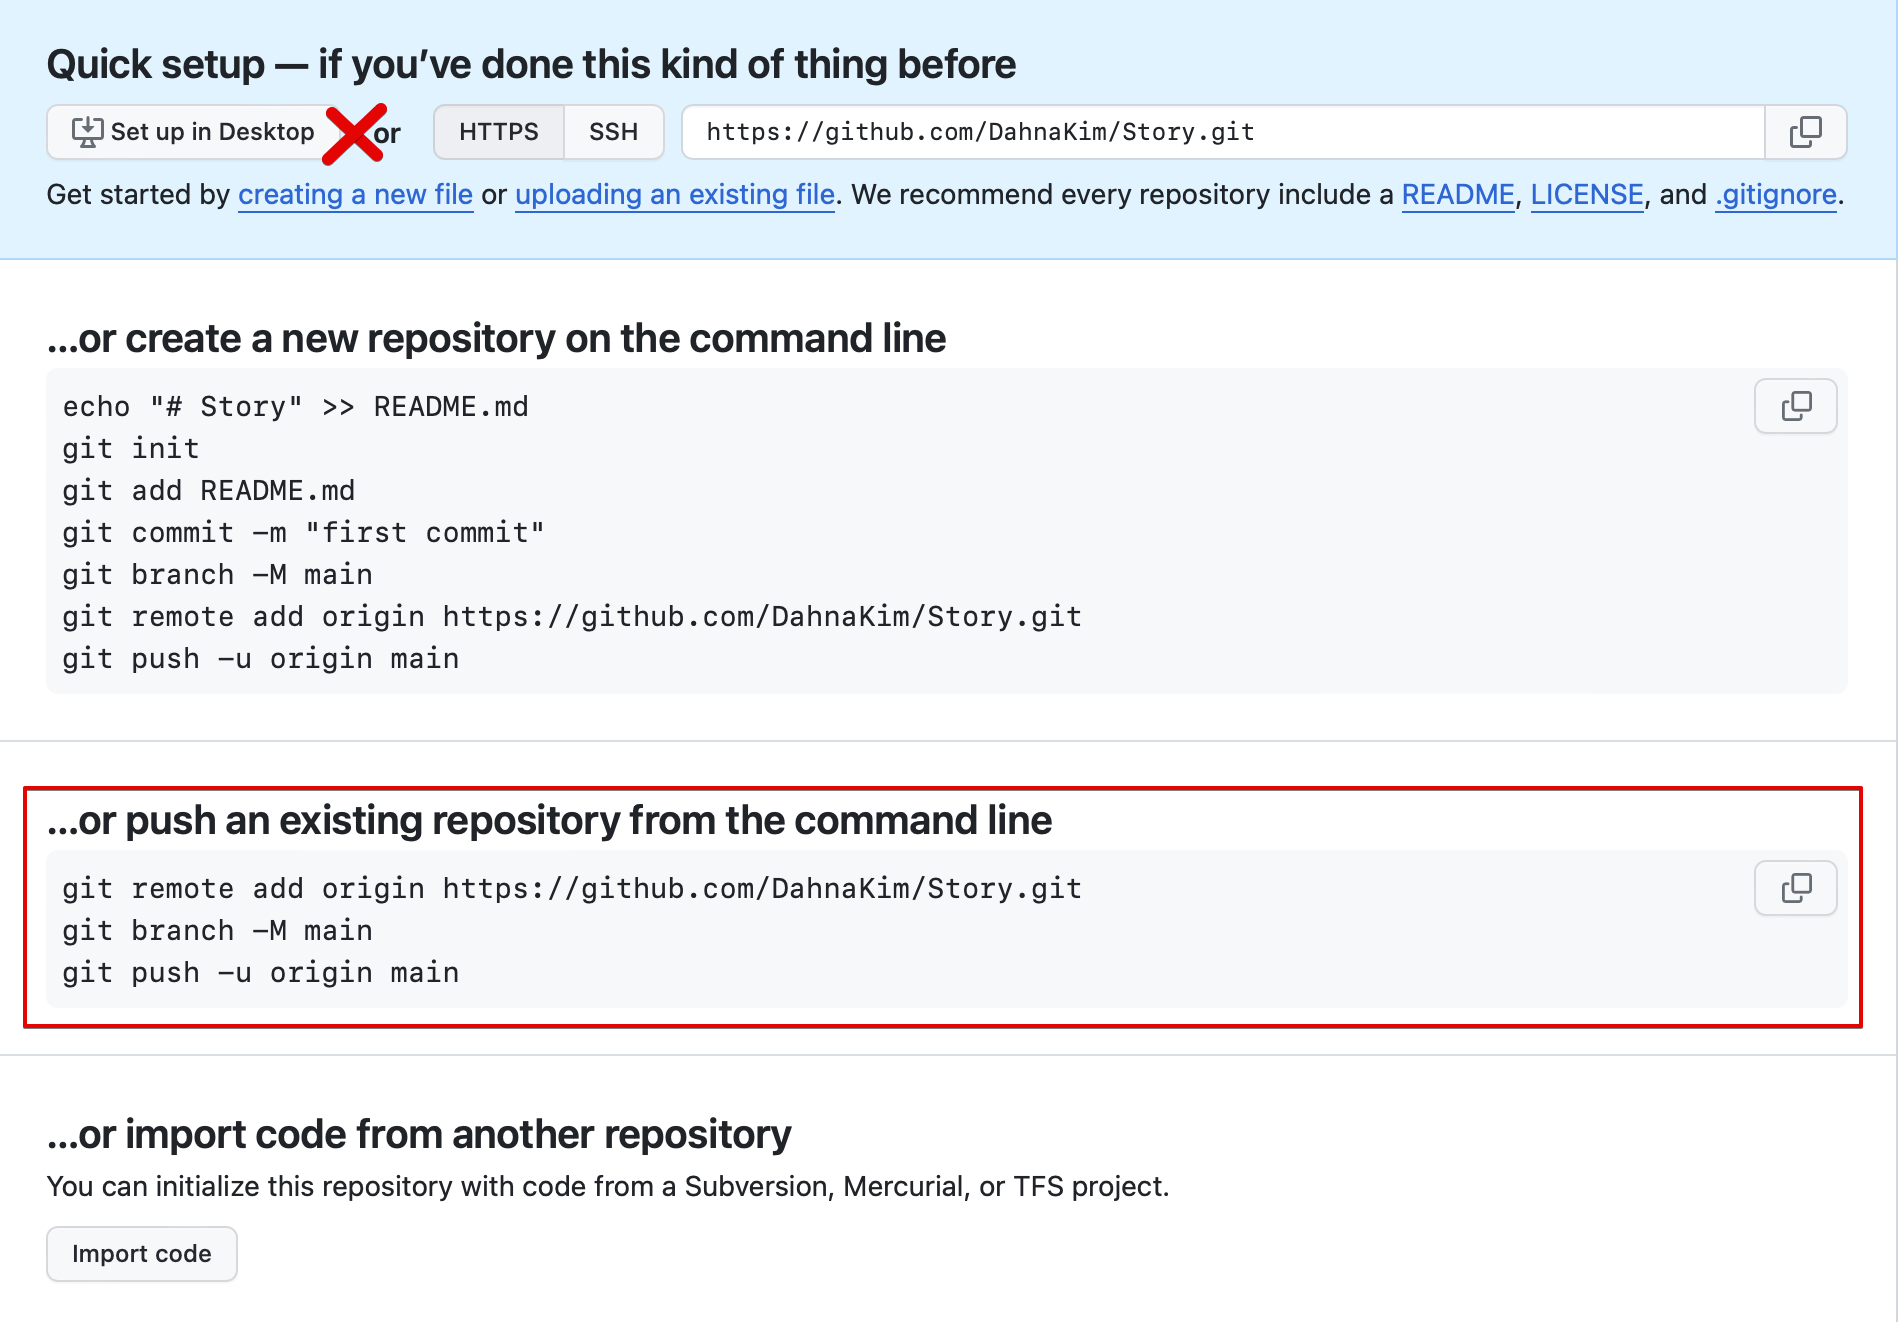 Quick setup — if you’ve done this kind of thing before
Set up in Desktop or HTTPS SSH https://github.com/DahnaKim/Story.git
Get started by creating a new file or uploading an existing file. We recommend every repository include a README, LICENSE, and .gitignore.
…or create a new repository on the command line
echo "# Story" >> README.md
git init
git add README.md
git commit -m "first commit"
git branch -M main
git remote add origin https://github.com/DahnaKim/Story.git
git push -u origin main
…or push an existing repository from the command line
git remote add origin https://github.com/DahnaKim/Story.git
git branch -M main
git push -u origin main
…or import code from another repository
You can initialize this repository with code from a Subversion, Mercurial, or TFS project.
Import code